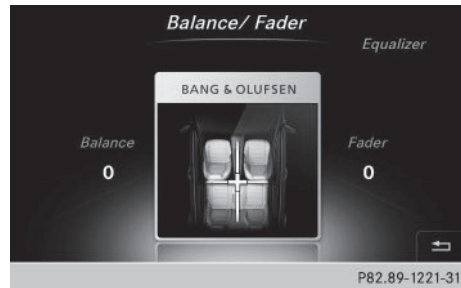 Balance/ Fader
Equalizer
BANG & OLUFSEN
Balance
Fader
0
0
P82.89-1221-31